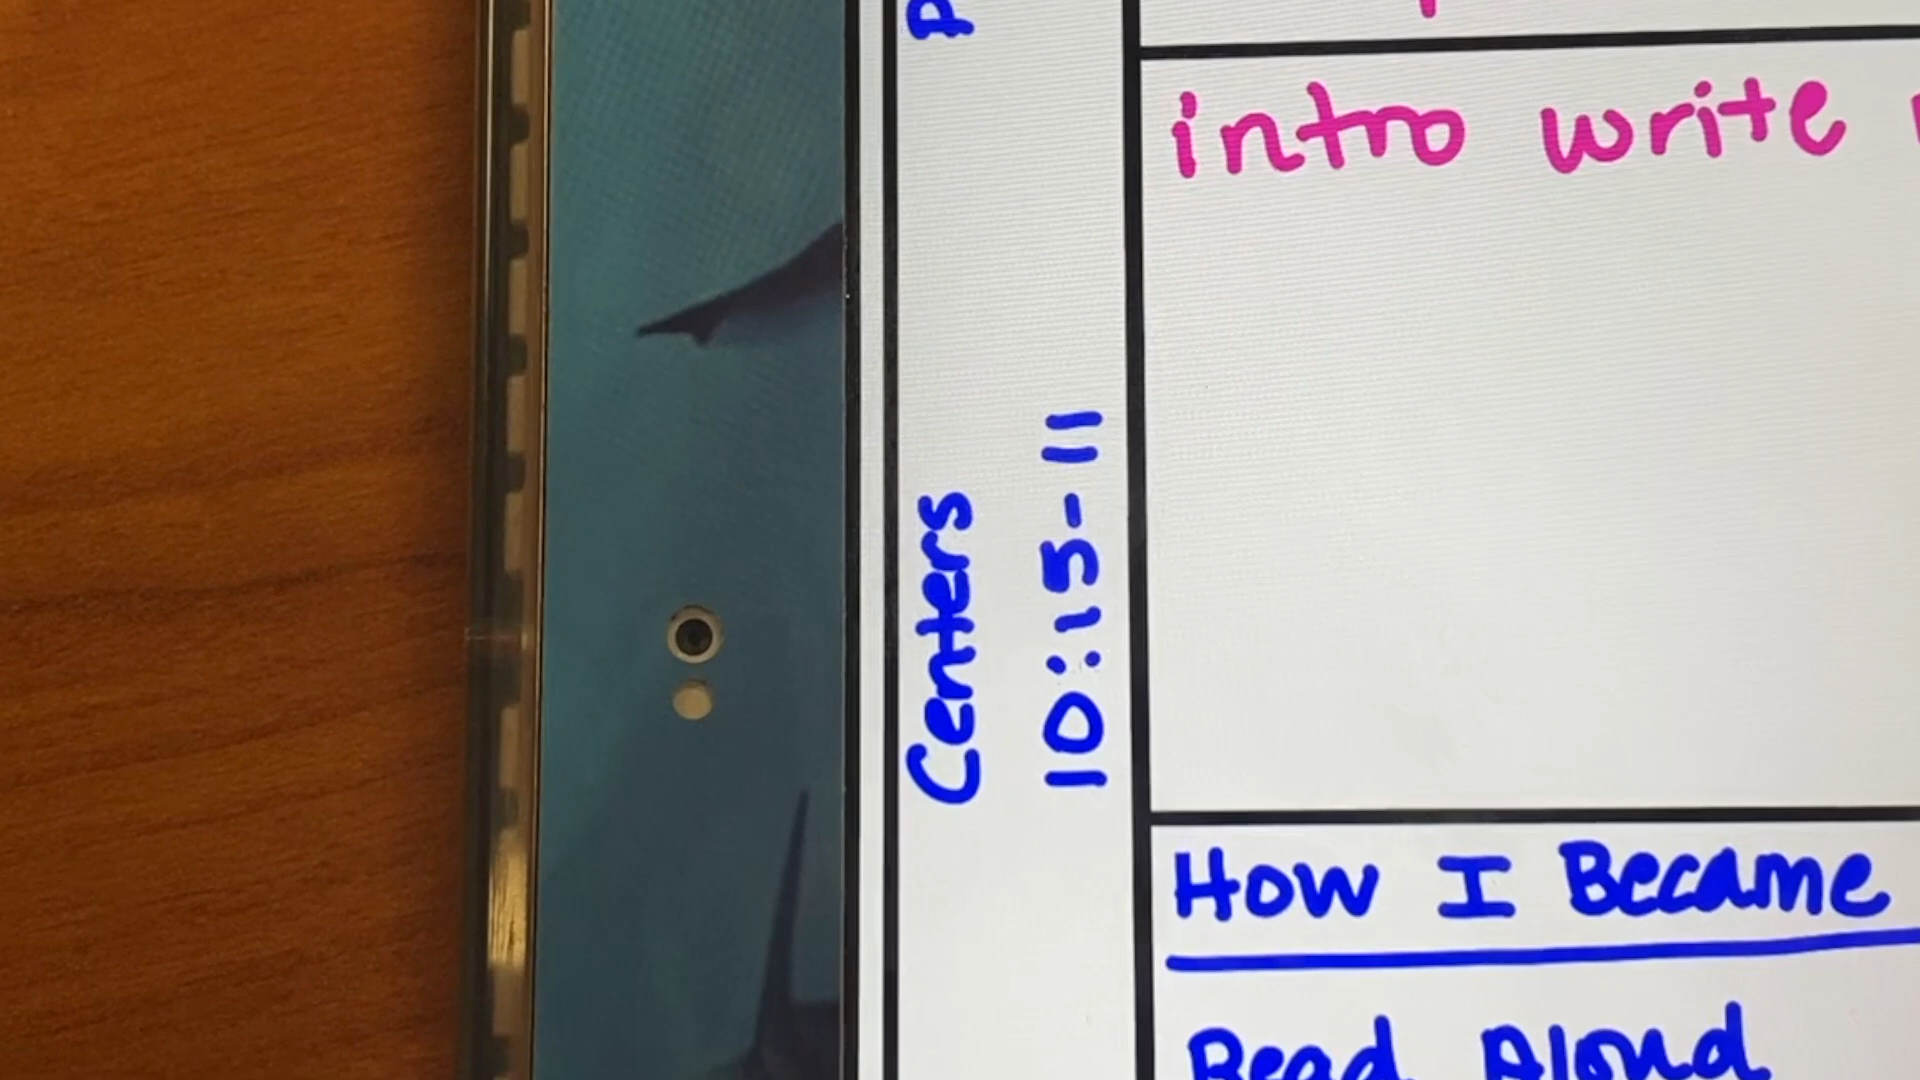 intro write
Centers
10:15-11
How I Became
Read Aloud